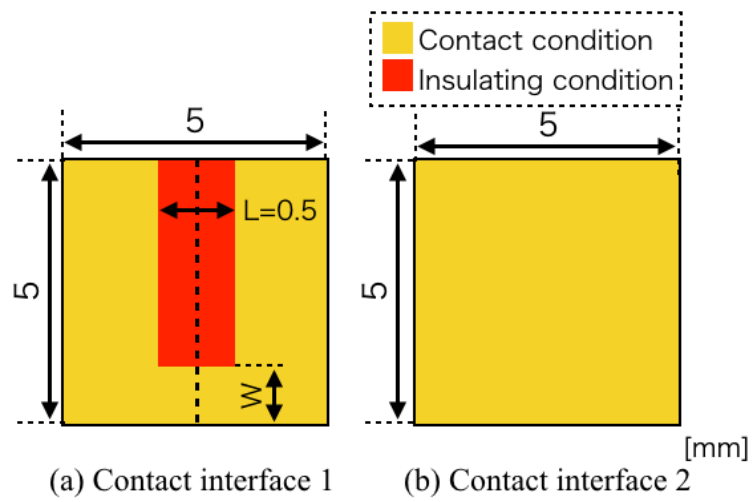 Contact condition
Insulating condition
5
5
L=0.5
5
5
W
[mm]
(a) Contact interface 1
(b) Contact interface 2